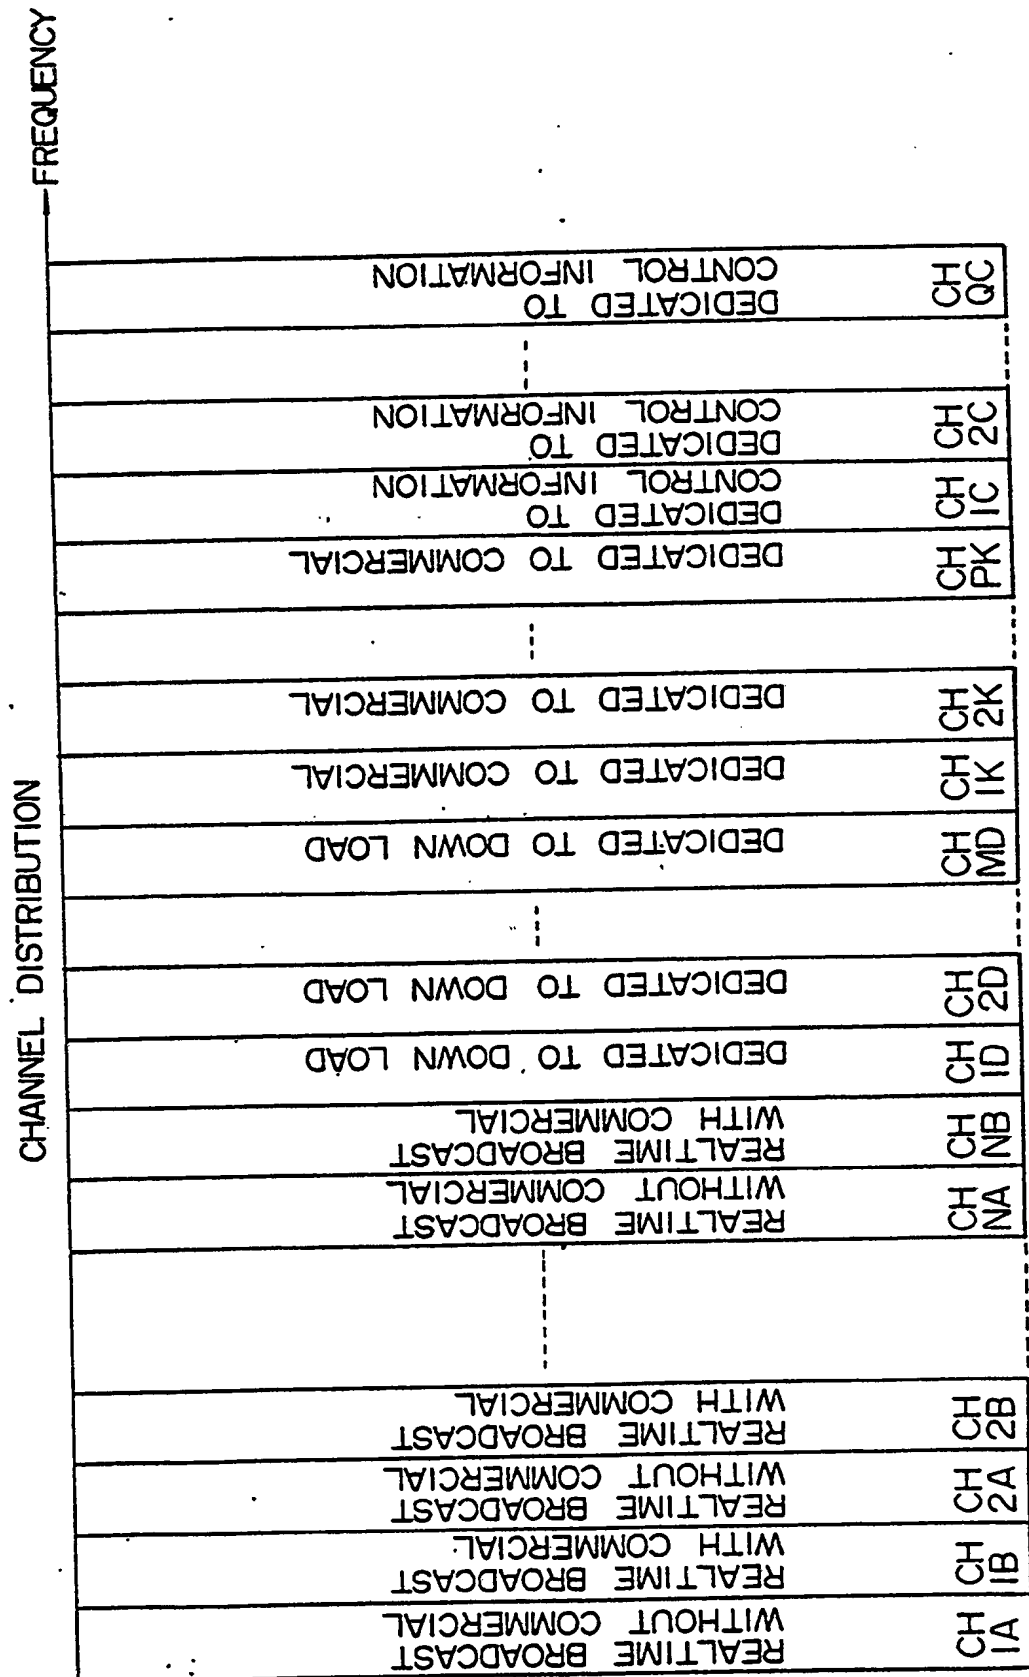 CHANNEL DISTRIBUTION
FREQUENCY
CH
1A
REALTIME BROADCAST
WITHOUT COMMERCIAL
CH
1B
REALTIME BROADCAST
WITH COMMERCIAL
CH
2A
REALTIME BROADCAST
WITHOUT COMMERCIAL
CH
2B
REALTIME BROADCAST
WITH COMMERCIAL
CH
NA
REALTIME BROADCAST
WITHOUT COMMERCIAL
CH
NB
REALTIME BROADCAST
WITH COMMERCIAL
CH
1D
DEDICATED TO DOWN LOAD
CH
2D
DEDICATED TO DOWN LOAD
CH
MD
DEDICATED TO DOWN LOAD
CH
1K
DEDICATED TO COMMERCIAL
CH
2K
DEDICATED TO COMMERCIAL
CH
PK
DEDICATED TO COMMERCIAL
CH
1C
DEDICATED TO
CONTROL INFORMATION
CH
2C
DEDICATED TO
CONTROL INFORMATION
CH
QC
DEDICATED TO
CONTROL INFORMATION